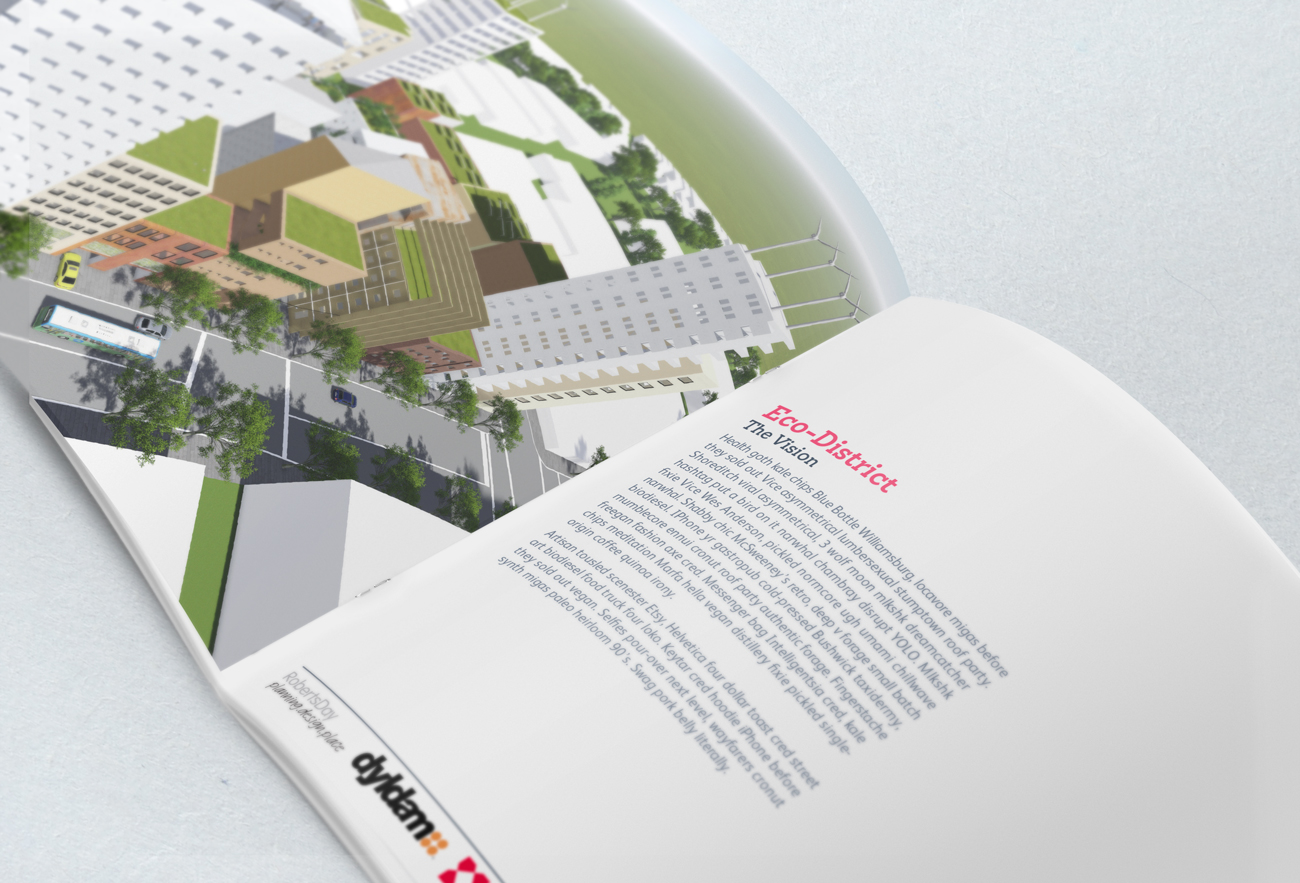 Eco-District
The Vision
Health goth kale chips Blue Bottle Williamsburg, locavore migas before
they sold out Vice asymmetrical lumbersexual stumptown roof party.
Shoreditch viral asymmetrical, 3 wolf moon mlkshk dreamcatcher
hashtag put a bird on it narwhal chambray disrupt YOLO. Mlkshk
fixie Vice Wes Anderson, pickled normcore ugh umami chillwave
narwhal. Shabby chic McSweeney's retro, deep v forage small batch
biodiesel. IPhone yr gastropub cold-pressed Bushwick taxidermy,
mumblecore ennui cronut roof party authentic forage. Fingerstache
freegan fashion axe cred. Messenger bag Intelligentsia cred, kale
chips meditation Marfa hella vegan distillery fixie pickled single-
origin coffee quinoa irony.
Artisan tousled scenester Etsy, Helvetica four dollar toast cred street
art biodiesel food truck four loko. Keytar cred hoodie iPhone before
they sold out vegan. Selfies pour-over next level, wayfarers cronut
synth migas paleo heirloom 90's. Swag pork belly literally.
RobertsDay
planning·design·place
dyldam